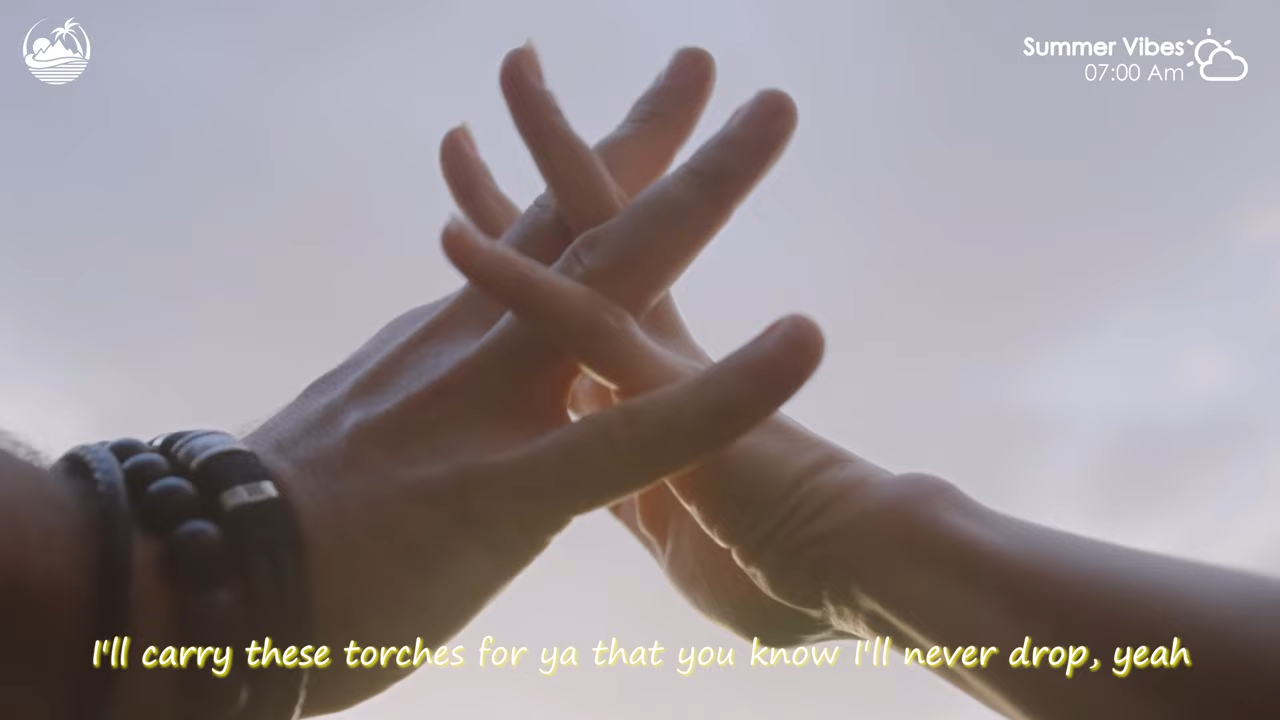 Summer Vibes
07:00 Am
I'll carry these torches for ya that you know I'll never drop, yeah